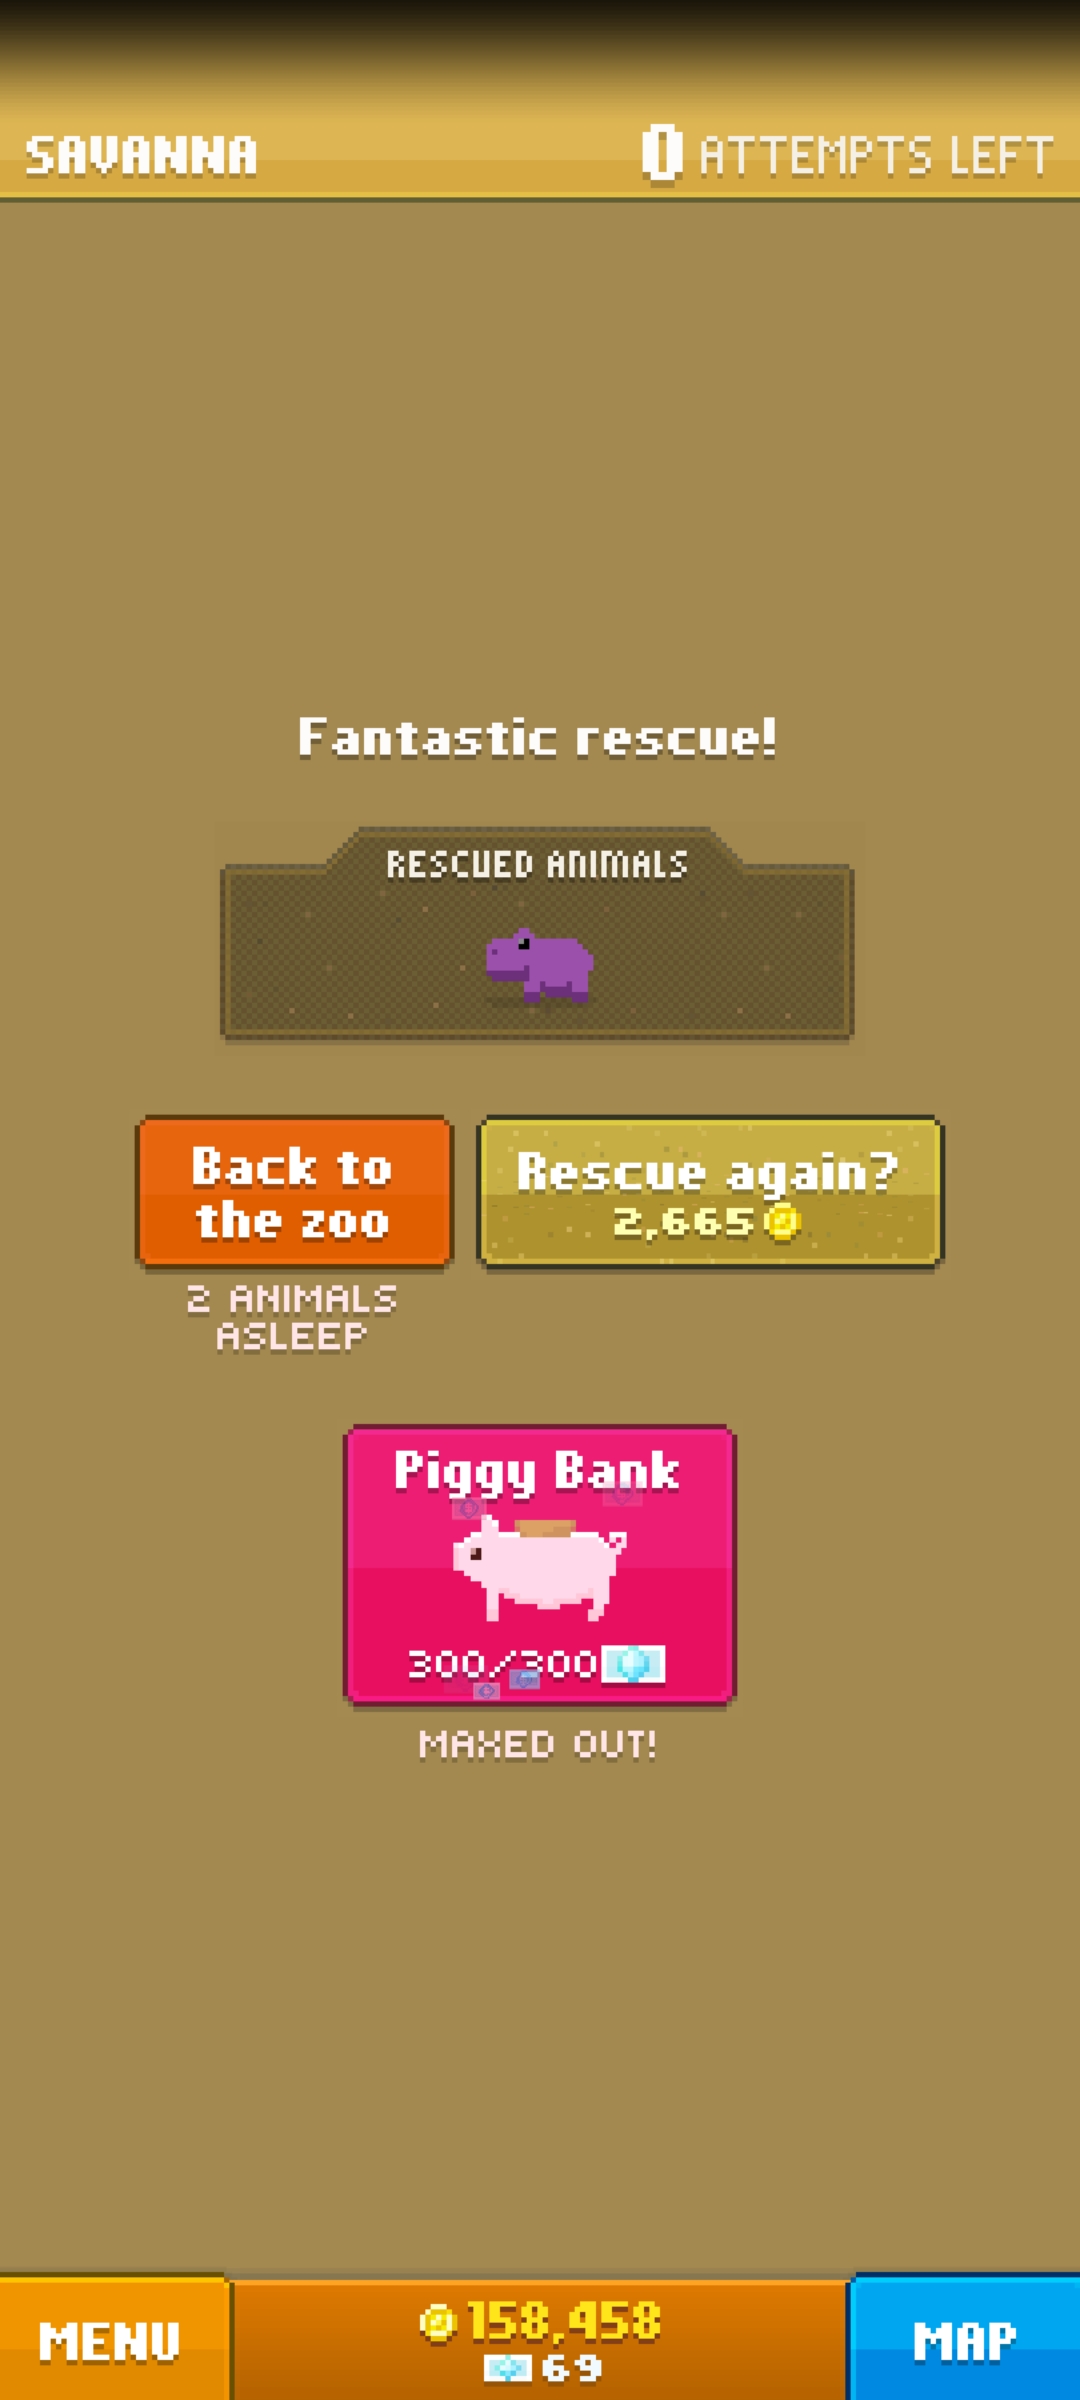 SAVANNA
0 ATTEMPTS LEFT
Fantastic rescue!
RESCUED ANIMALS
Back to
the zoo
Rescue again?
2,665
2 ANIMALS
ASLEEP
Piggy Bank
300/300
MAXED OUT!
MENU
158,458
69
MAP